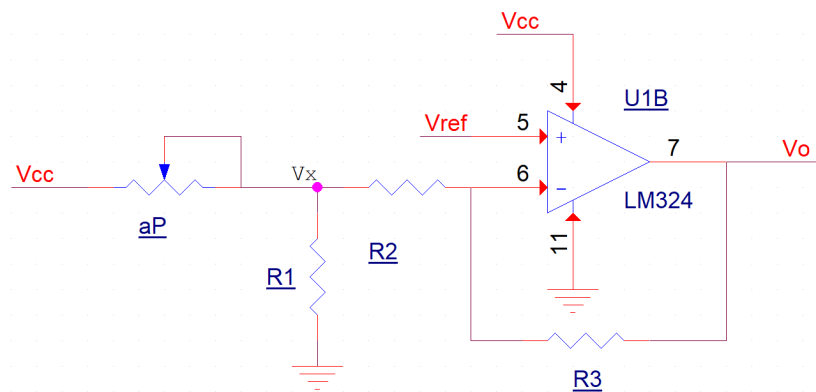 Vcc
4
U1B
Vref
5
+
7
Vo
Vcc
Vx
6
-
LM324
aP
R2
11
R1
R3